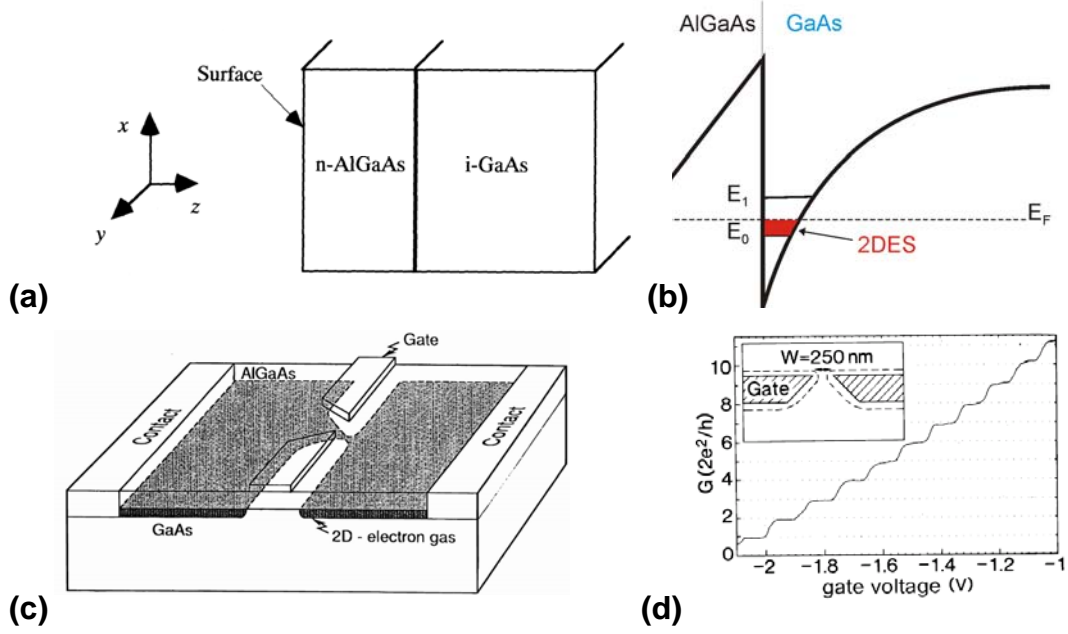 Surface
x
y
z
n-AlGaAs
i-GaAs
(a)
AlGaAs GaAs
E1
E0
EF
2DES
(b)
Gate
AlGaAs
Contact
Contact
GaAs
2D - electron gas
(c)
W=250 nm
Gate
G(2e²/h)
10
8
6
4
2
0
-2 -1.8 -1.6 -1.4 -1.2 -1
gate voltage (V)
(d)